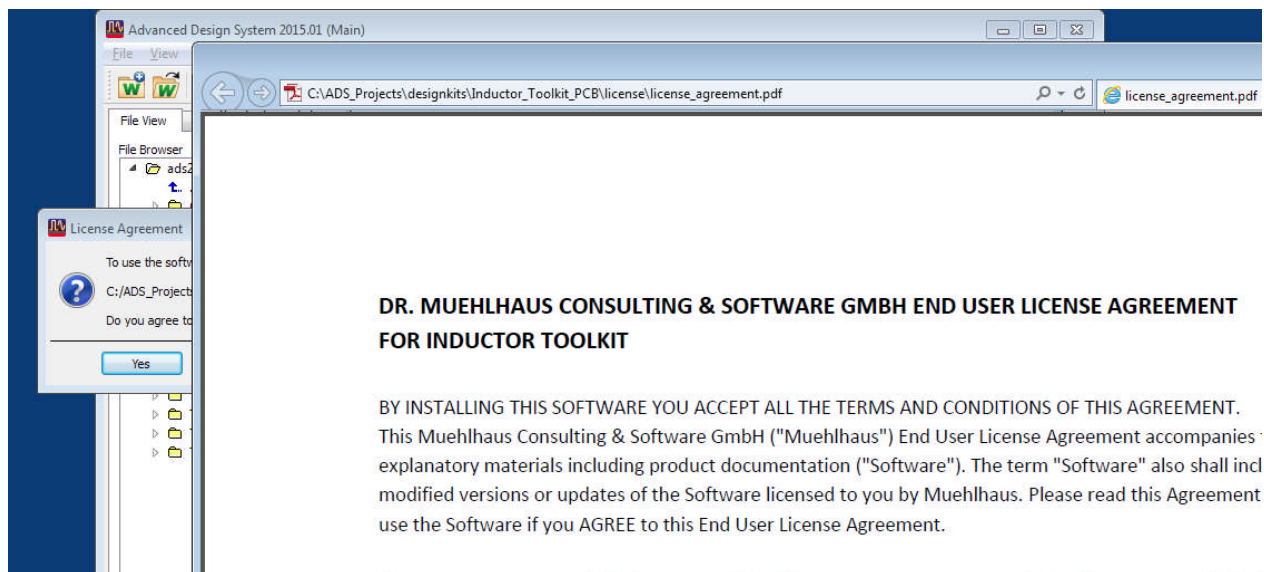 Advanced Design System 2015.01 (Main)
File View
C:\ADS_Projects\designkits\Inductor_Toolkit_PCB\license\license_agreement.pdf
license_agreement.pdf
File View
File Browser
License Agreement
To use the
C:/ADS_Project
Do you agree to
Yes
DR. MUEHLHAUS CONSULTING & SOFTWARE GMBH END USER LICENSE AGREEMENT
FOR INDUCTOR TOOLKIT
BY INSTALLING THIS SOFTWARE YOU ACCEPT ALL THE TERMS AND CONDITIONS OF THIS AGREEMENT.
This Muehlhaus Consulting & Software GmbH ("Muehlhaus") End User License Agreement accompanies
explanatory materials including product documentation ("Software"). The term "Software" also shall incl
modified versions or updates of the Software licensed to you by Muehlhaus. Please read this Agreement
use the Software if you AGREE to this End User License Agreement.